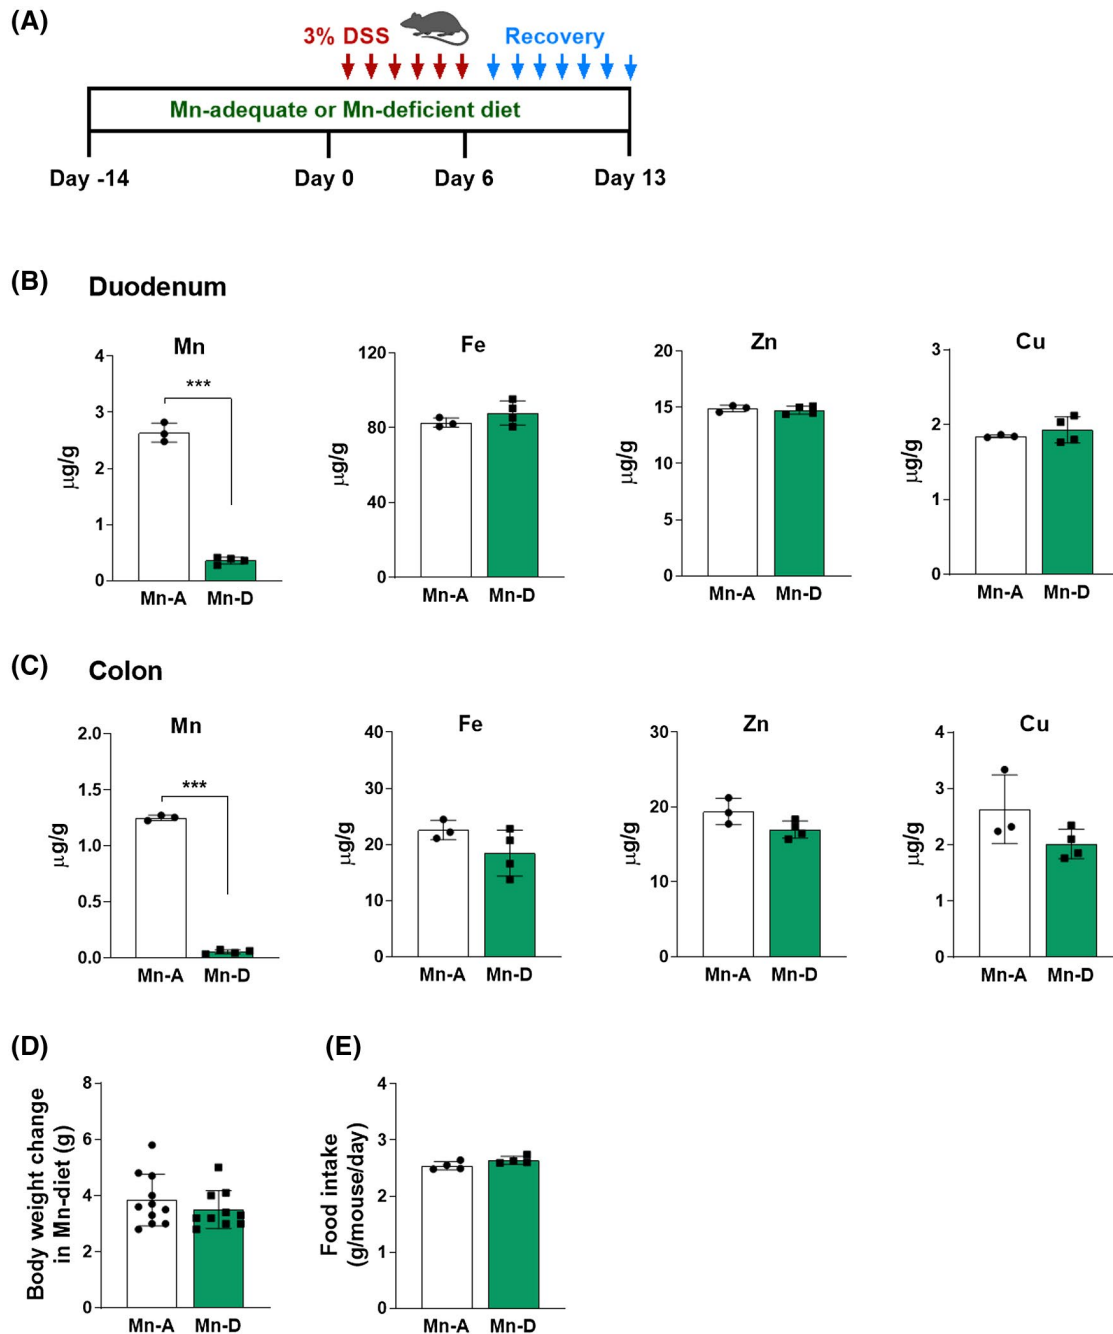 (A)
3% DSS
Recovery
Mn-adequate or Mn-deficient diet
Day -14
Day 0
Day 6
Day 13
(B)
Duodenum
Mn
4
3
2
1
0
μg/g
***
Mn-A
Mn-D
Fe
120
80
40
0
μg/g
Mn-A
Mn-D
Zn
20
15
10
5
0
μg/g
Mn-A
Mn-D
Cu
3
2
1
0
μg/g
Mn-A
Mn-D
(C)
Colon
Mn
2.0
1.5
1.0
0.5
0.0
μg/g
***
Mn-A
Mn-D
Fe
40
30
20
10
0
μg/g
Mn-A
Mn-D
Zn
30
20
10
0
μg/g
Mn-A
Mn-D
Cu
4
3
2
1
0
μg/g
Mn-A
Mn-D
(D)
Body weight change
in Mn-diet (g)
8
6
4
2
0
Mn-A
Mn-D
(E)
Food intake
(g/mouse/day)
4
3
2
1
0
Mn-A
Mn-D